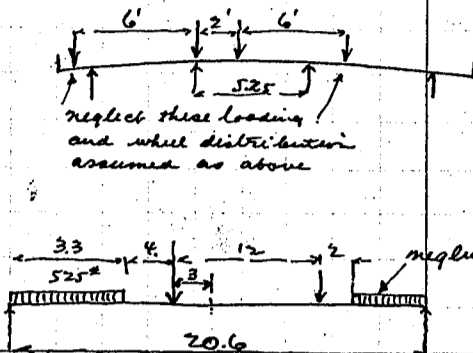 6' 2' 6'
5.25
neglect these loading
and wheel distribution
assumed as above
3.3 4. 12 2
525#
3
20.6